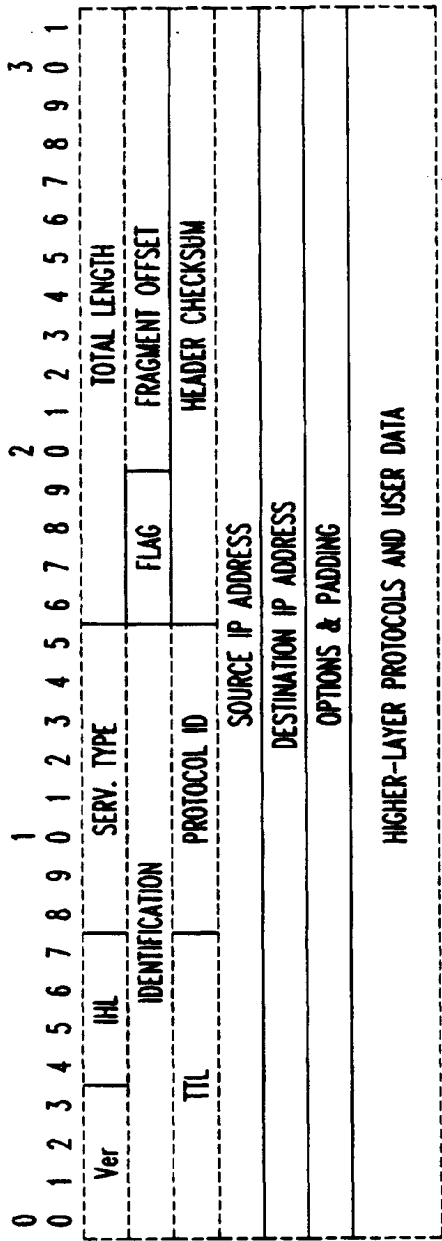 0 1 2 3
0 1 2 3 4 5 6 7 8 9 0 1 2 3 4 5 6 7 8 9 0 1 2 3 4 5 6 7 8 9 0 1
Ver IHL SERV. TYPE TOTAL LENGTH
IDENTIFICATION FLAG FRAGMENT OFFSET
TTL PROTOCOL ID HEADER CHECKSUM
SOURCE IP ADDRESS
DESTINATION IP ADDRESS
OPTIONS & PADDING
HIGHER-LAYER PROTOCOLS AND USER DATA